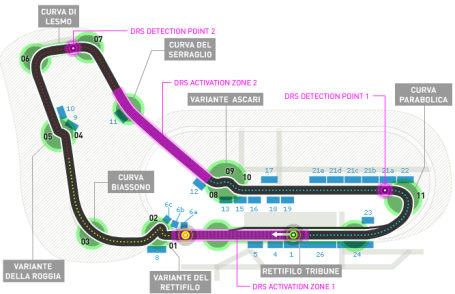 CURVA DI
LESMO
DRS DETECTION POINT 2
07
06
CURVA DEL
SERRAGLIO
DRS ACTIVATION ZONE 2
DRS DETECTION POINT 1
CURVA
PARABOLICA
VARIANTE ASCARI
10
9
11
05
04
09
10
08
12
17
21e
21d
21c
21b
21a
22
13
15
16
18
19
11
23
CURVA
BIASSONO
6c
6b
6a
02
03
01
8
5
4
1
26
24
VARIANTE
DELLA ROGGIA
VARIANTE DEL
RETTIFILO
RETTIFILO TRIBUNE
DRS ACTIVATION ZONE 1